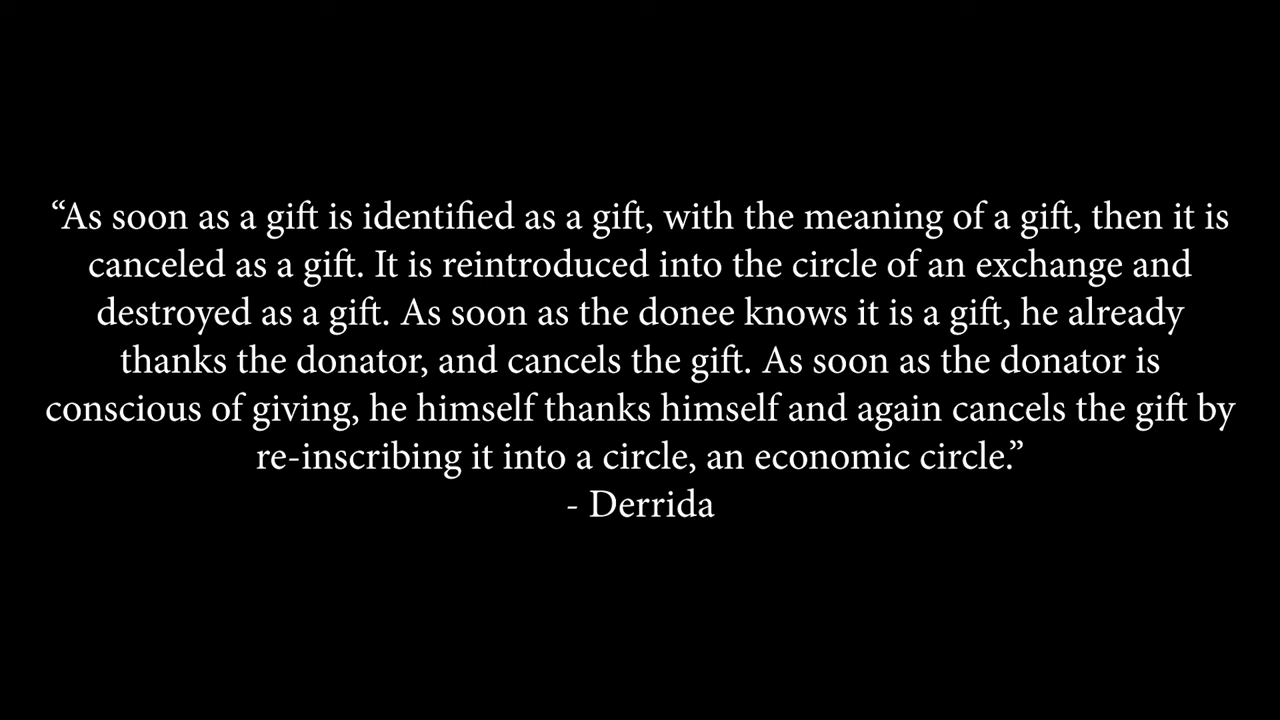 “As soon as a gift is identified as a gift, with the meaning of a gift, then it is
canceled as a gift. It is reintroduced into the circle of an exchange and
destroyed as a gift. As soon as the donee knows it is a gift, he already
thanks the donator, and cancels the gift. As soon as the donator is
conscious of giving, he himself thanks himself and again cancels the gift by
re-inscribing it into a circle, an economic circle.”
- Derrida